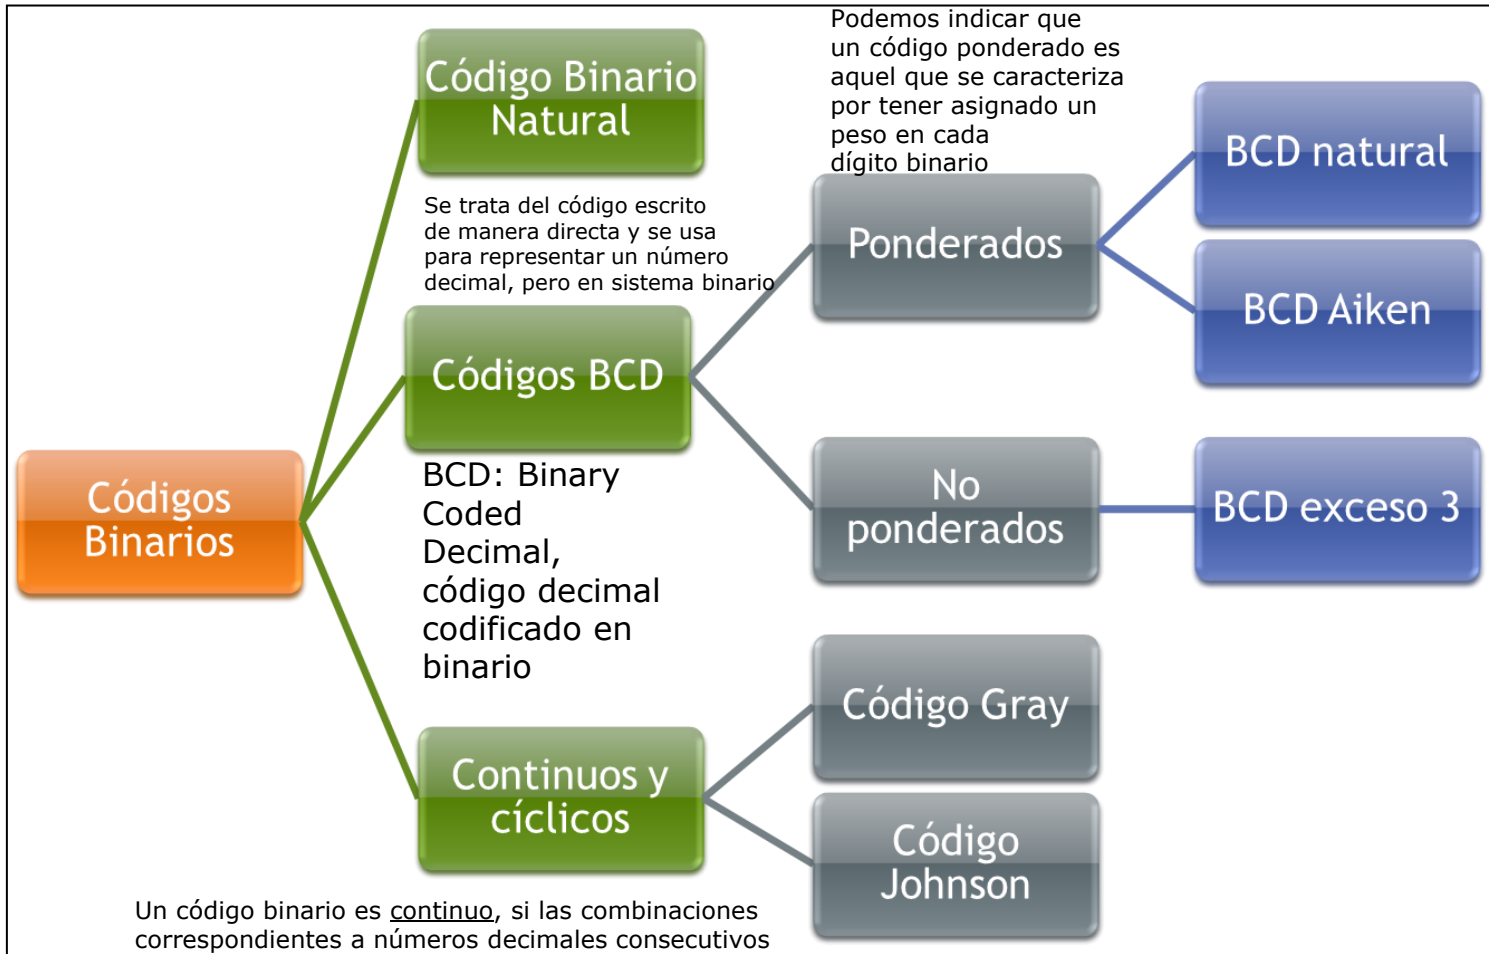 Código Binario
Natural
Se trata del código escrito
de manera directa y se usa
para representar un número
decimal, pero en sistema binario
Podemos indicar que
un código ponderado es
aquel que se caracteriza
por tener asignado un
peso en cada
dígito binario
BCD natural
Ponderados
BCD Aiken
Códigos BCD
Códigos
Binarios
BCD: Binary
Coded
Decimal,
código decimal
codificado en
binario
No
ponderados
BCD exceso 3
Código Gray
Continuos y
cíclicos
Código
Johnson
Un código binario es continuo, si las combinaciones
correspondientes a números decimales consecutivos